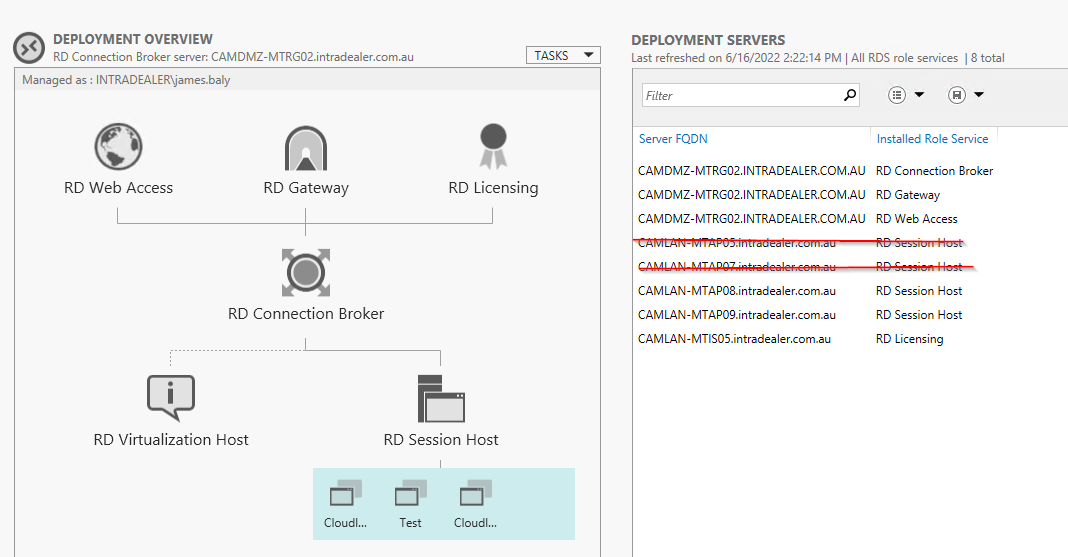 DEPLOYMENT OVERVIEW
RD Connection Broker server: CAMDMZ-MTRG02.intradealer.com.au
TASKS
Managed as : INTRADEALER\james.baly
RD Web Access
RD Gateway
RD Licensing
RD Connection Broker
RD Virtualization Host
RD Session Host
Cloudl...
Test
Cloudl...
DEPLOYMENT SERVERS
Last refreshed on 6/16/2022 2:22:14 PM | All RDS role services | 8 total
Filter
Server FQDN Installed Role Service
CAMDMZ-MTRG02.INTRADEALER.COM.AU RD Connection Broker
CAMDMZ-MTRG02.INTRADEALER.COM.AU RD Gateway
CAMDMZ-MTRG02.INTRADEALER.COM.AU RD Web Access
CAMLAN-MTAP05.intradealer.com.au RD Session Host
CAMLAN-MTAP07.intradealer.com.au RD Session Host
CAMLAN-MTAP08.intradealer.com.au RD Session Host
CAMLAN-MTAP09.intradealer.com.au RD Session Host
CAMLAN-MTIS05.intradealer.com.au RD Licensing